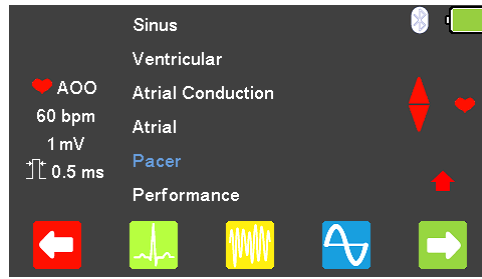 AOO
60 bpm
1 mV
0.5 ms
Sinus
Ventricular
Atrial Conduction
Atrial
Pacer
Performance